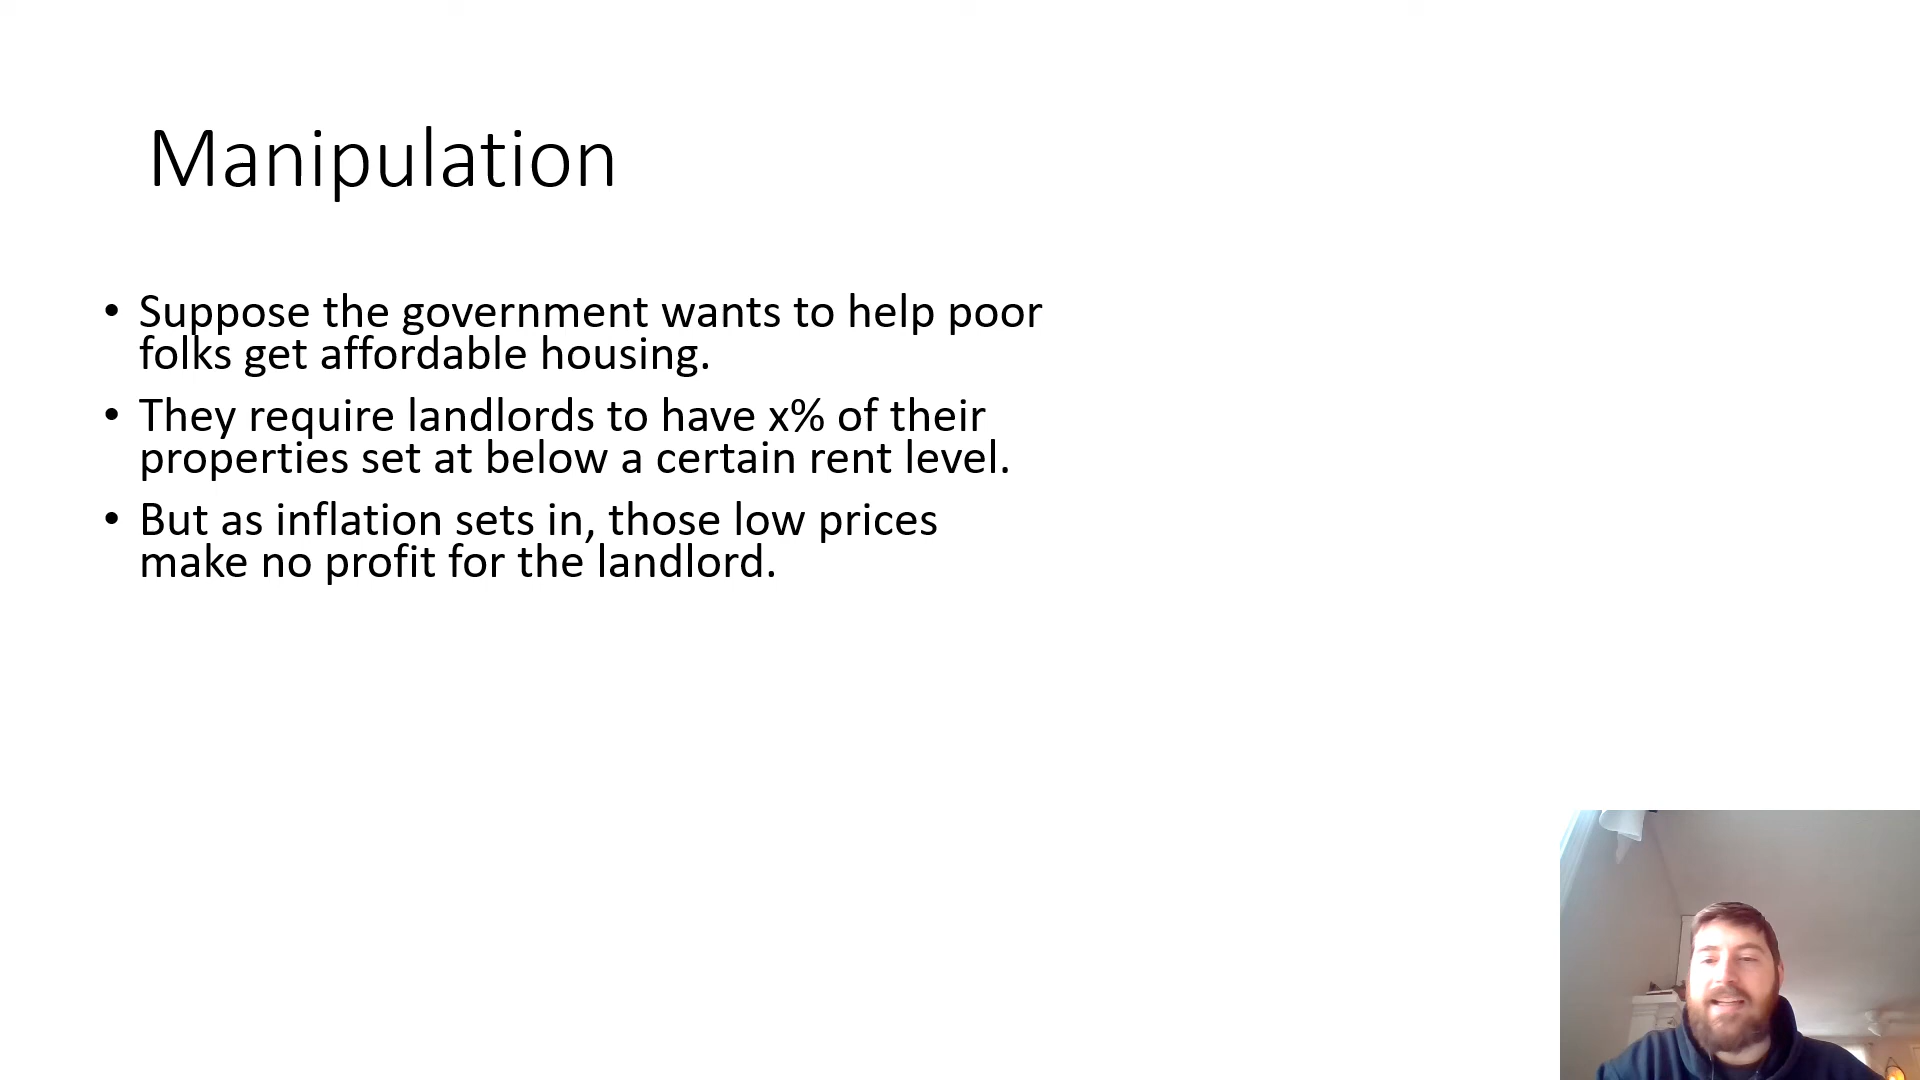 Manipulation
• Suppose the government wants to help poor
folks get affordable housing.
• They require landlords to have x% of their
properties set at below a certain rent level.
• But as inflation sets in, those low prices
make no profit for the landlord.